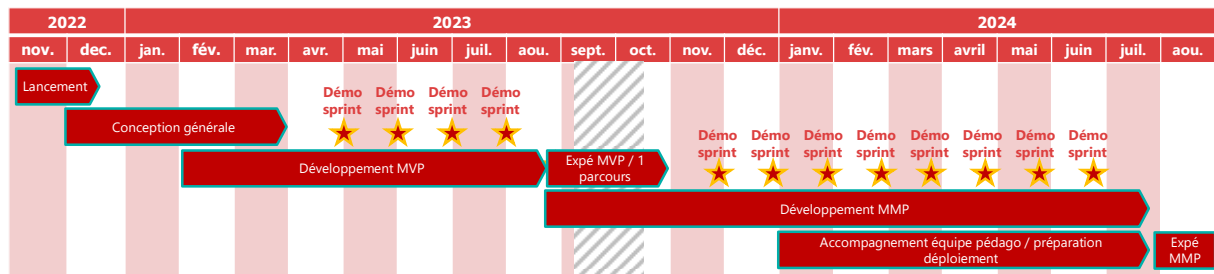 2022 2023 2024
nov. dec. jan. fév. mar. avr. mai juin juil. aou. sept. oct. nov. déc. janv. fév. mars avril mai juin juil. aou.
Lancement
Conception générale
Démo Démo Démo Démo
sprint sprint sprint sprint
Développement MVP
Expé MVP / 1
parcours
Démo Démo Démo Démo Démo Démo Démo Démo
sprint sprint sprint sprint sprint sprint sprint sprint
Développement MMP
Accompagnement équipe pédago / préparation
déploiement
Expé
MMP